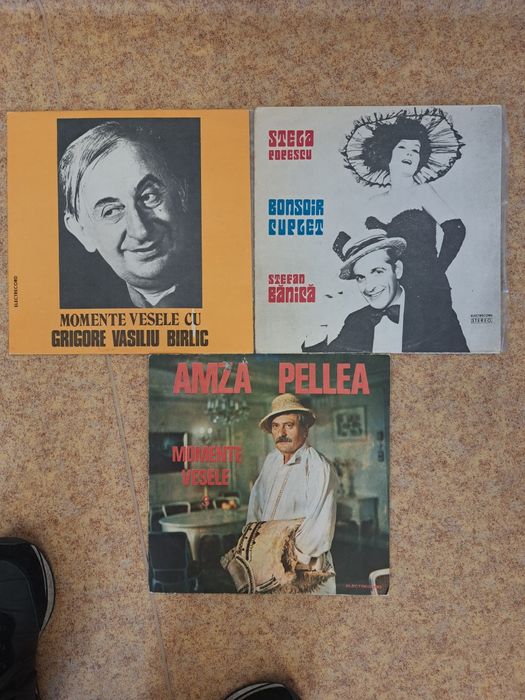 ELECTRECORD
MOMENTE VESELE CU
GRIGORE VASILIU BIRLIC
STELA
POPESCU
BONSOIR
CUPLET
ȘTEFAN
BĂNICĂ
ELECTRECORD
STEREO
AMZA PELLEA
MOMENTE
VESELE
ELECTRECORD